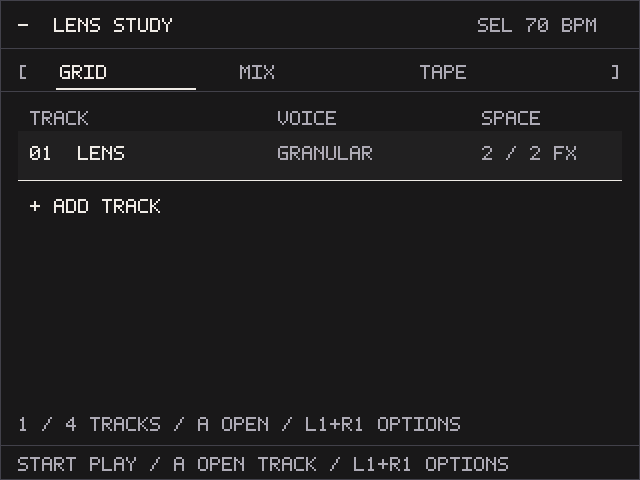 – LENS STUDY SEL 70 BPM
[ GRID MIX TAPE ]
TRACK VOICE SPACE
01 LENS GRANULAR 2 / 2 FX
+ ADD TRACK
1 / 4 TRACKS / A OPEN / L1+R1 OPTIONS
START PLAY / A OPEN TRACK / L1+R1 OPTIONS